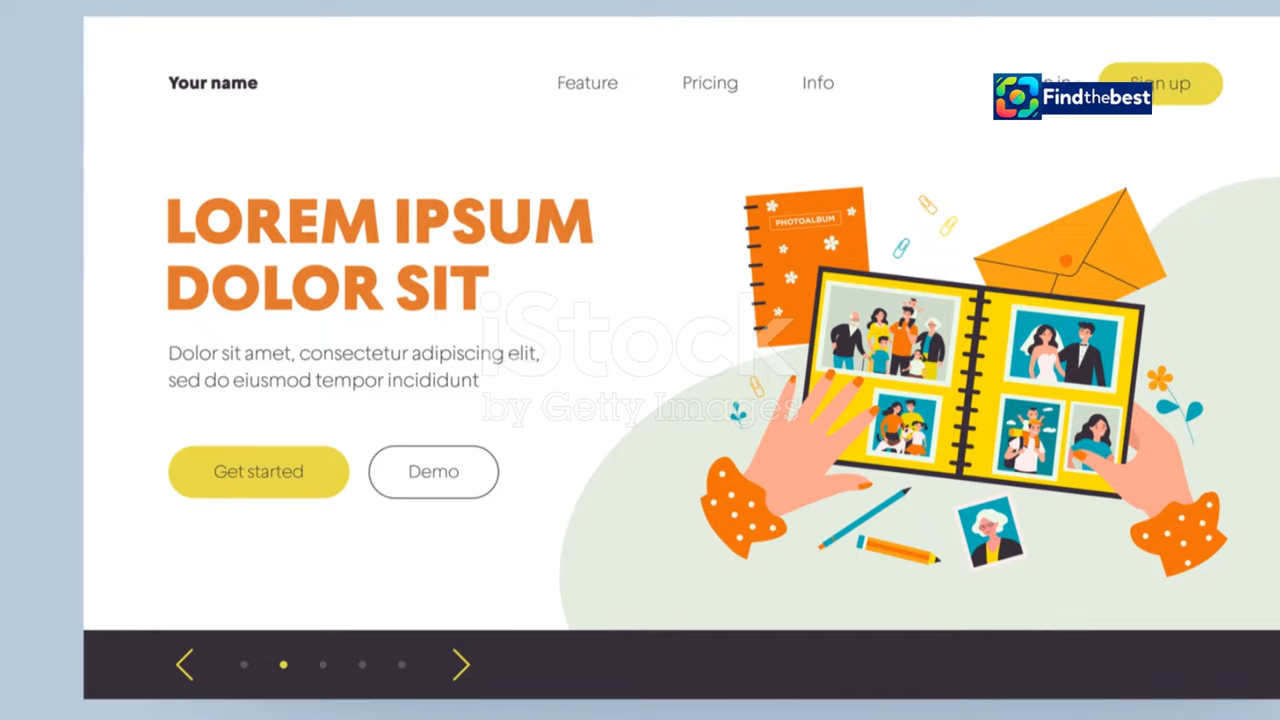 Your name
Feature
Pricing
Info
Sign up
Findthebest
LOREM IPSUM
DOLOR SIT
Dolor sit amet, consectetur adipiscing elit,
sed do eiusmod tempor incididunt
Get started
Demo
PHOTOALBUM
iStock
by Getty Images